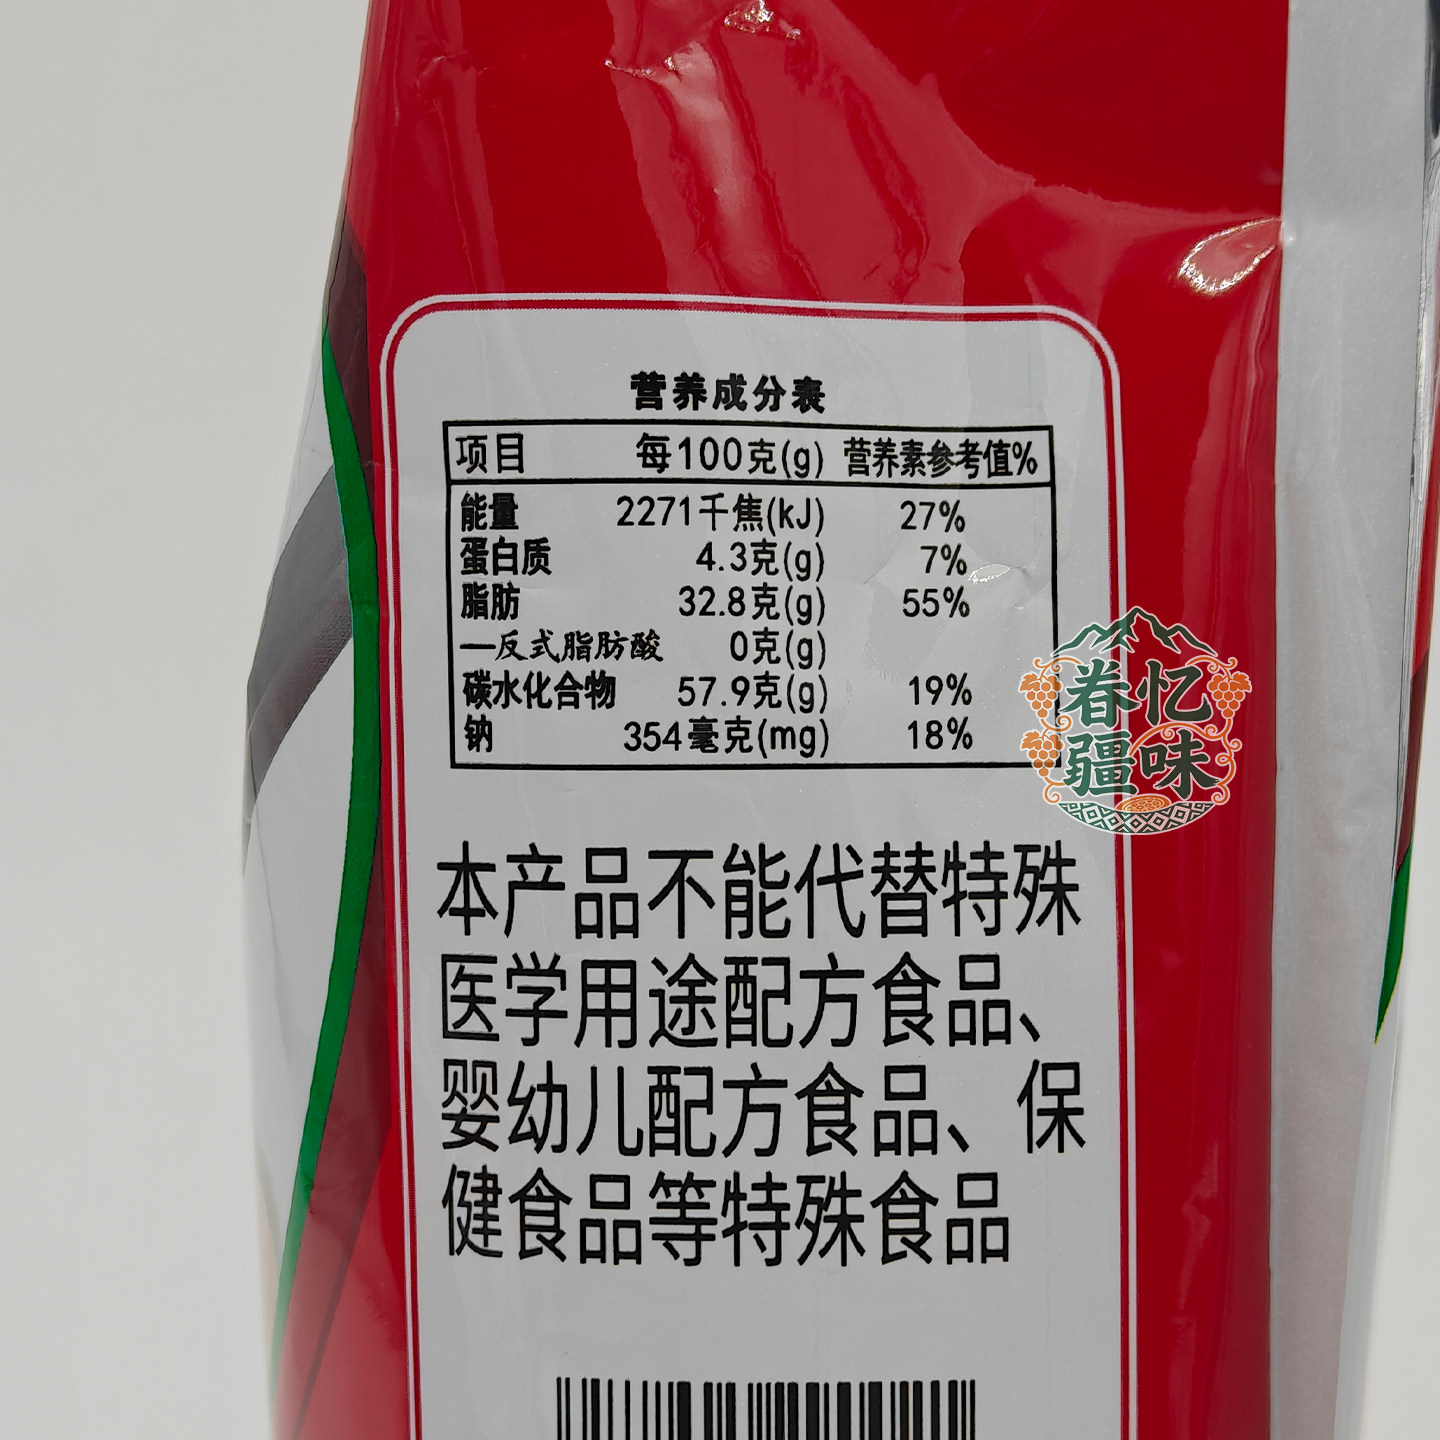 营养成分表
项目 每100克(g) 营养素参考值%
能量 2271千焦(kJ) 27%
蛋白质 4.3克(g) 7%
脂肪 32.8克(g) 55%
—反式脂肪酸 0克(g)
碳水化合物 57.9克(g) 19%
钠 354毫克(mg) 18%
眷忆
疆味
本产品不能代替特殊
医学用途配方食品、
婴幼儿配方食品、保
健食品等特殊食品